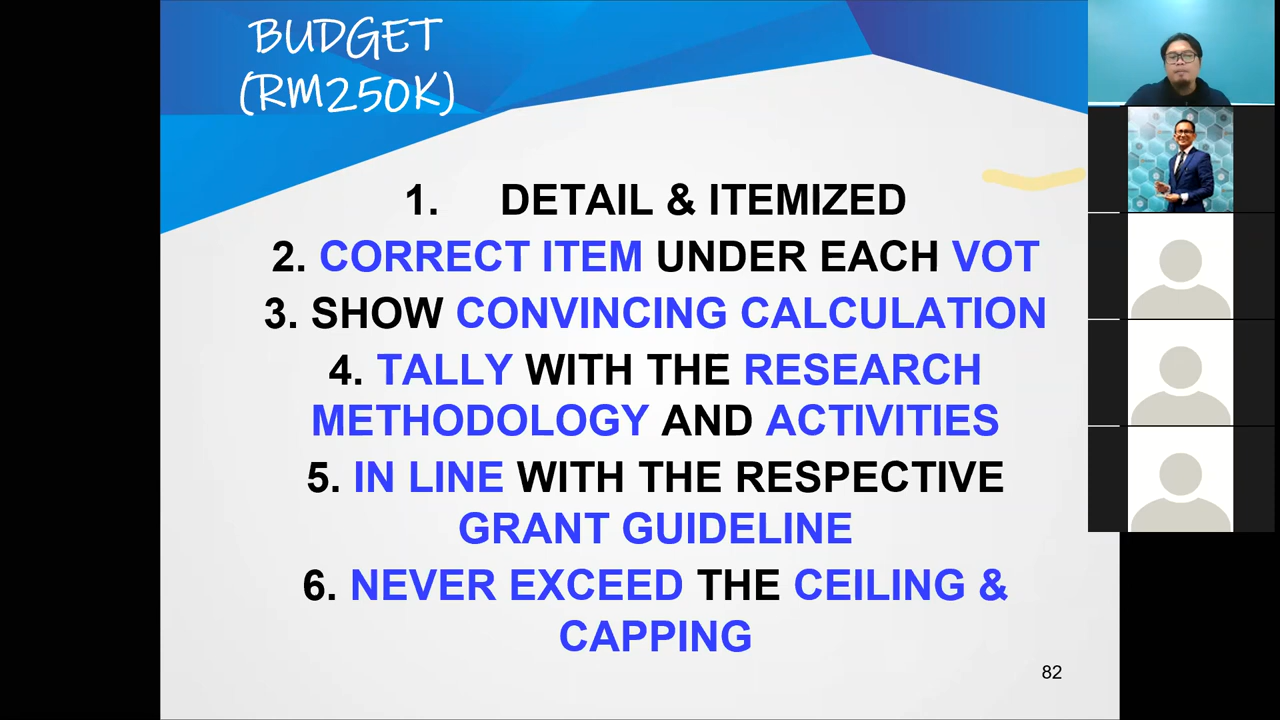 BUDGET
(RM250K)
1. DETAIL & ITEMIZED
2. CORRECT ITEM UNDER EACH VOT
3. SHOW CONVINCING CALCULATION
4. TALLY WITH THE RESEARCH
METHODOLOGY AND ACTIVITIES
5. IN LINE WITH THE RESPECTIVE
GRANT GUIDELINE
6. NEVER EXCEED THE CEILING &
CAPPING
82